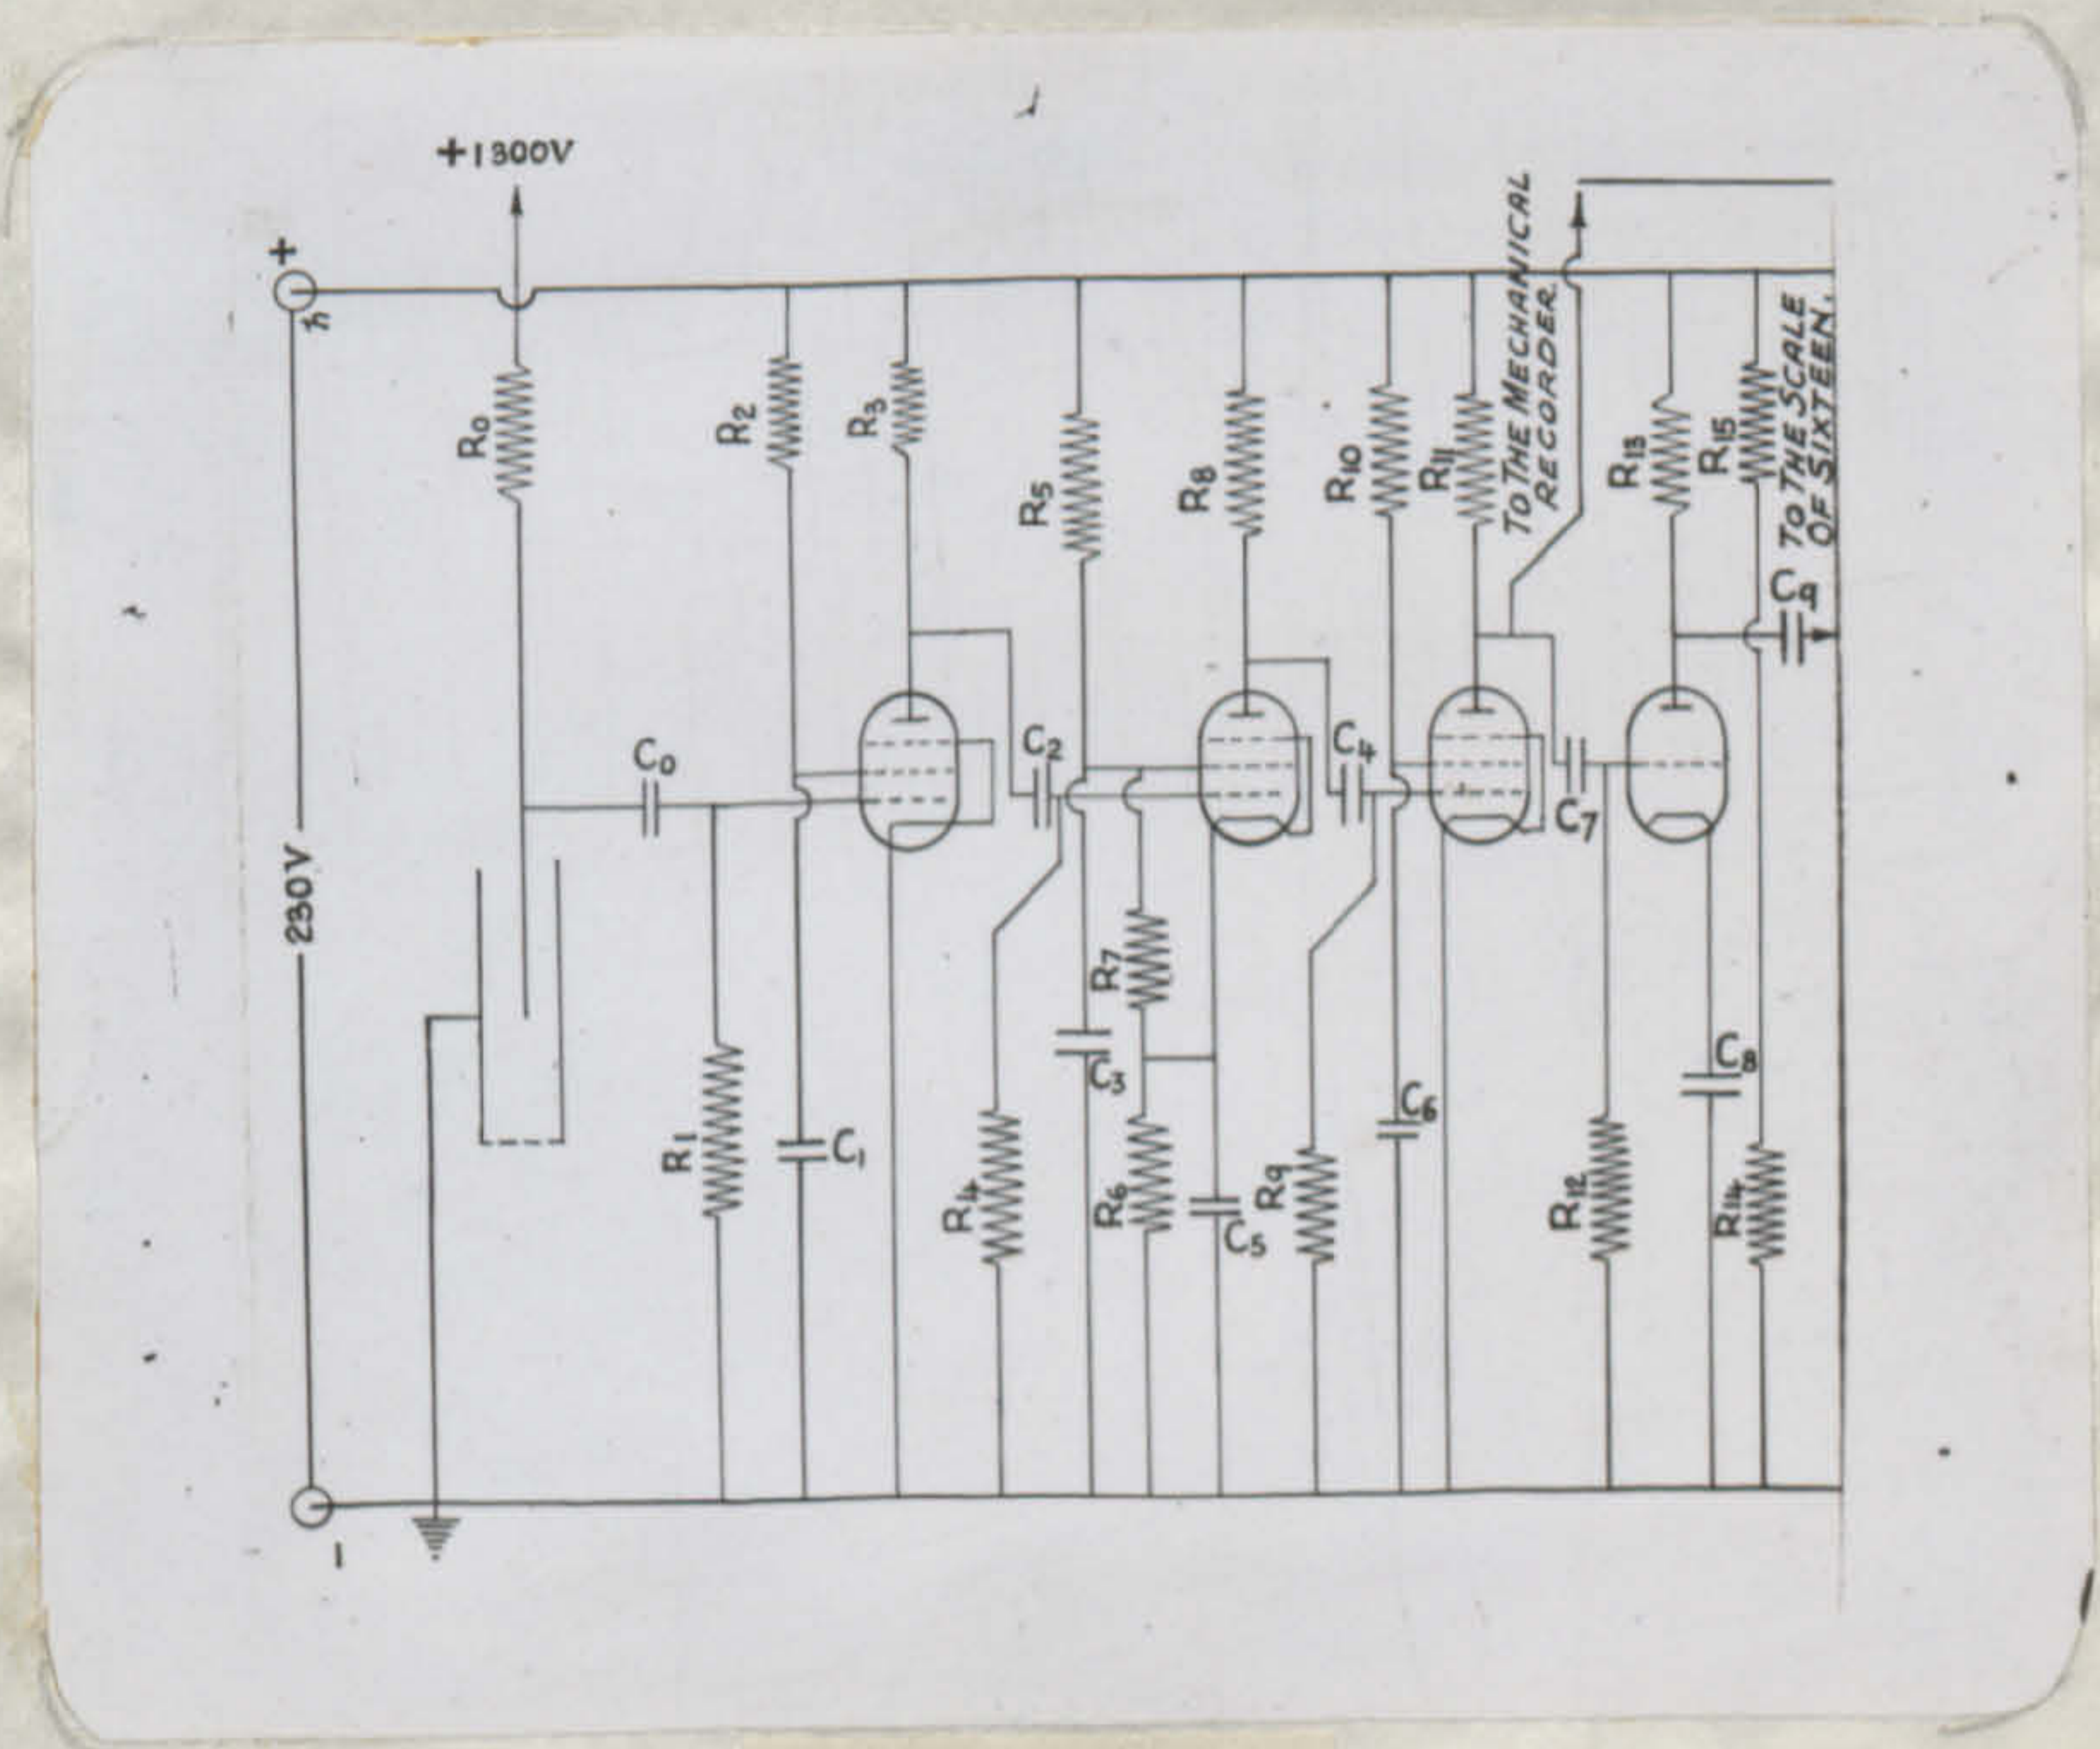 +1300V
+
230V
R0
R2
R3
R5
R8
R10
R11
TO THE MECHANICAL
RECORDER.
R13
R15
TO THE SCALE
OF SIXTEEN.
C9
C0
C2
C4
C7
R7
C3
R1
C1
R4
R6
C5
R9
C6
R12
C8
R14
-